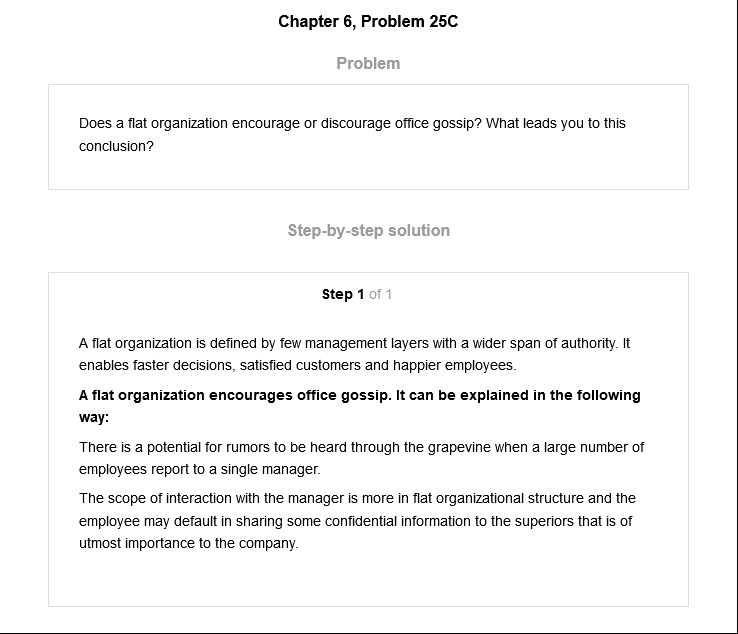 Chapter 6, Problem 25C
Problem
Does a flat organization encourage or discourage office gossip? What leads you to this
conclusion?
Step-by-step solution
Step 1 of 1
A flat organization is defined by few management layers with a wider span of authority. It
enables faster decisions, satisfied customers and happier employees.
A flat organization encourages office gossip. It can be explained in the following
way:
There is a potential for rumors to be heard through the grapevine when a large number of
employees report to a single manager.
The scope of interaction with the manager is more in flat organizational structure and the
employee may default in sharing some confidential information to the superiors that is of
utmost importance to the company.